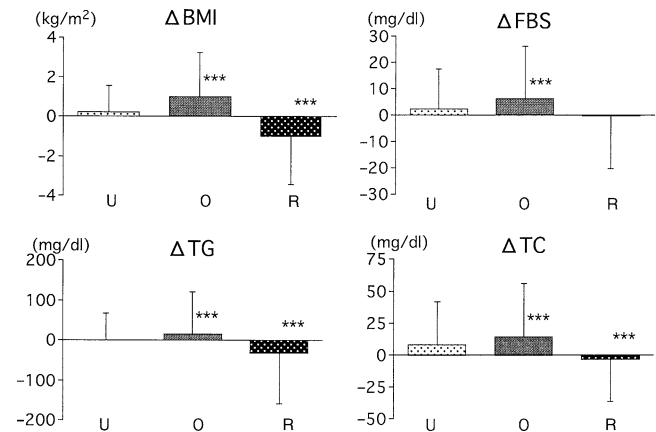 (kg/m²)
ΔBMI
4
2
0
−2
−4
***
***
U O R
(mg/dl)
ΔFBS
30
20
10
0
−10
−20
−30
***
U O R
(mg/dl)
ΔTG
200
100
0
−100
−200
***
***
U O R
(mg/dl)
ΔTC
75
50
25
0
−25
−50
***
***
U O R